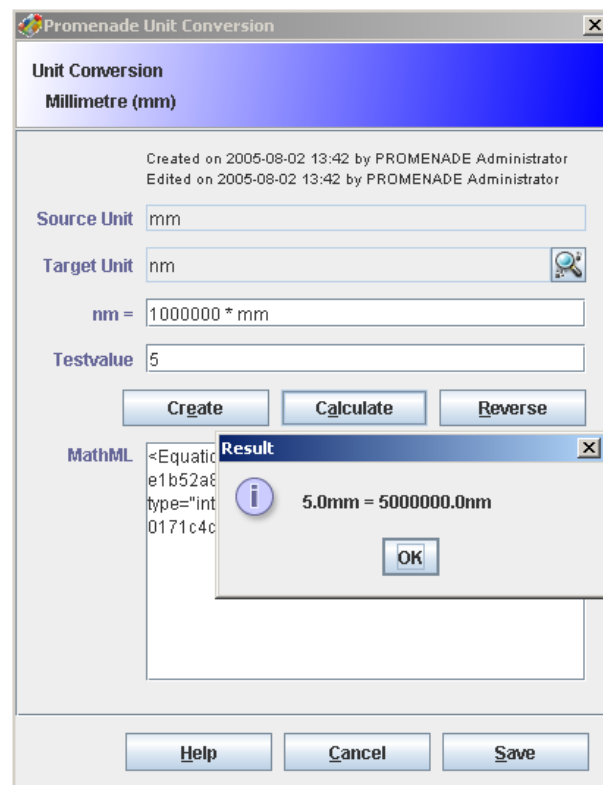 Promenade Unit Conversion
Unit Conversion
Millimetre (mm)
Created on 2005-08-02 13:42 by PROMENADE Administrator
Edited on 2005-08-02 13:42 by PROMENADE Administrator
Source Unit mm
Target Unit nm
nm = 1000000 * mm
Testvalue 5
Create Calculate Reverse
MathML
<Equatio
e1b52a8
type="int
0171c4c
Result
5.0mm = 5000000.0nm
OK
Help Cancel Save